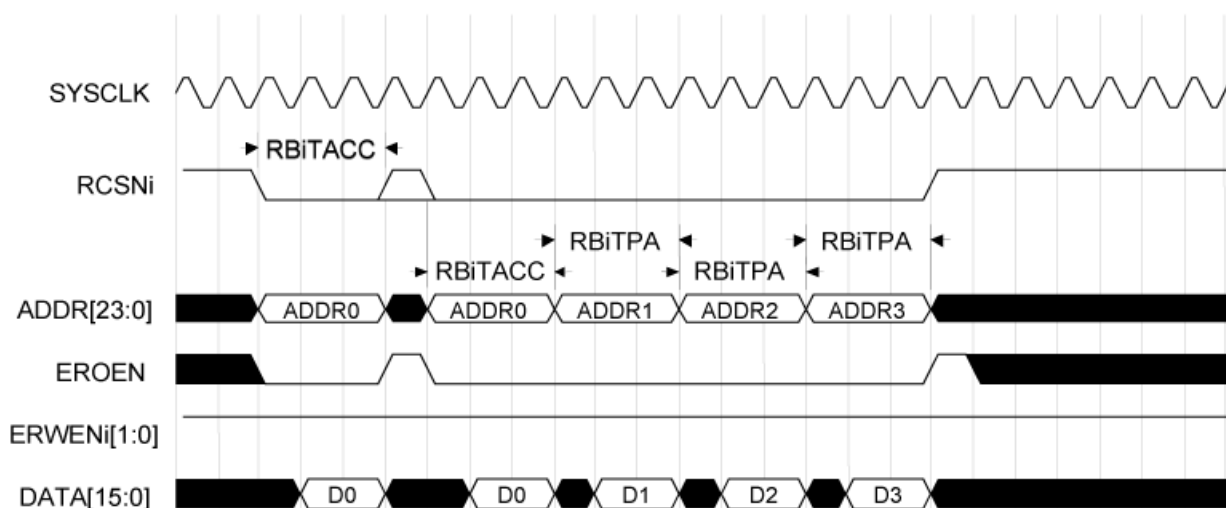 SYSCLK
RBiTACC
RCSNi
RBiTPA RBiTPA
RBiTACC RBiTPA
ADDR[23:0] ADDR0 ADDR0 ADDR1 ADDR2 ADDR3
EROEN
ERWENi[1:0]
DATA[15:0] D0 D0 D1 D2 D3